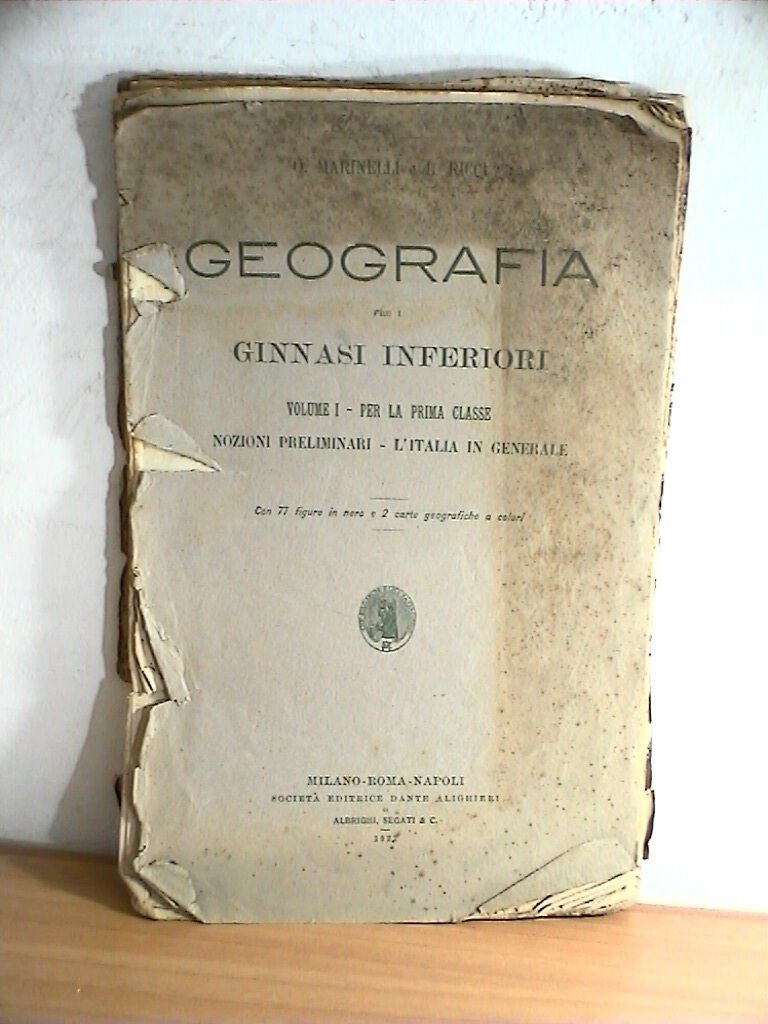 O. MARINELLI e L. RICCI
GEOGRAFIA
PER I
GINNASI INFERIORI
VOLUME I - PER LA PRIMA CLASSE
NOZIONI PRELIMINARI - L'ITALIA IN GENERALE
Con 77 figure in nero e 2 carte geografiche a colori
MILANO-ROMA-NAPOLI
SOCIETÀ EDITRICE DANTE ALIGHIERI
ALBRIGHI, SEGATI & C.